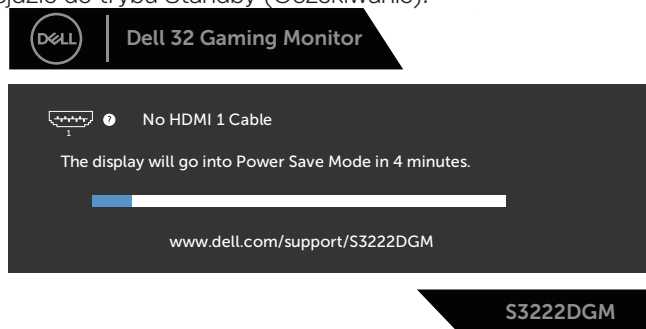 do trybu Standby (Oczekiwanie).
DELL Dell 32 Gaming Monitor
? No HDMI 1 Cable
1
The display will go into Power Save Mode in 4 minutes.
www.dell.com/support/S3222DGM
S3222DGM